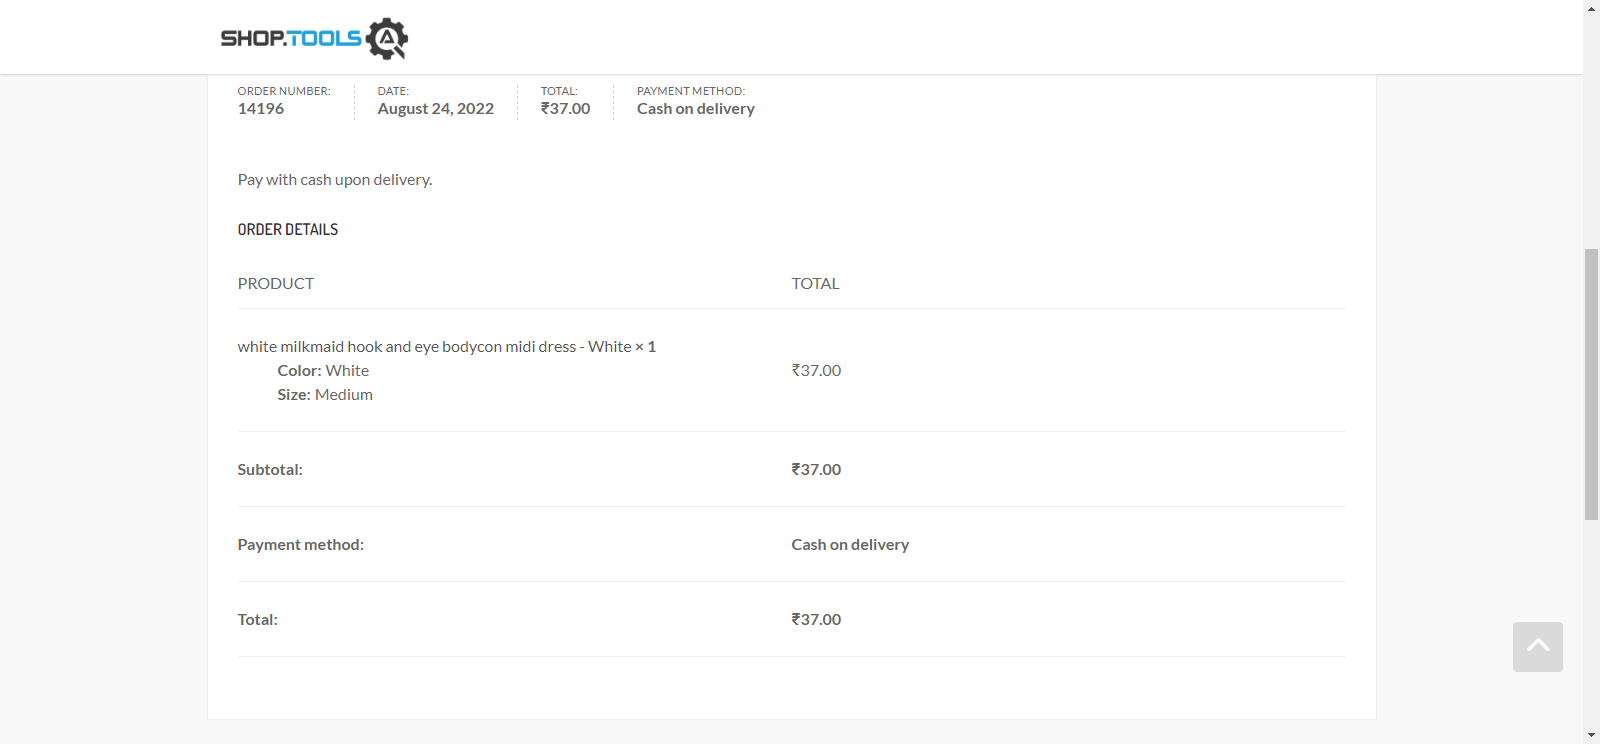 SHOP.TOOLS
ORDER NUMBER: DATE: TOTAL: PAYMENT METHOD:
14196 August 24, 2022 ₹37.00 Cash on delivery
Pay with cash upon delivery.
ORDER DETAILS
PRODUCT TOTAL
white milkmaid hook and eye bodycon midi dress - White × 1
Color: White ₹37.00
Size: Medium
Subtotal: ₹37.00
Payment method: Cash on delivery
Total: ₹37.00